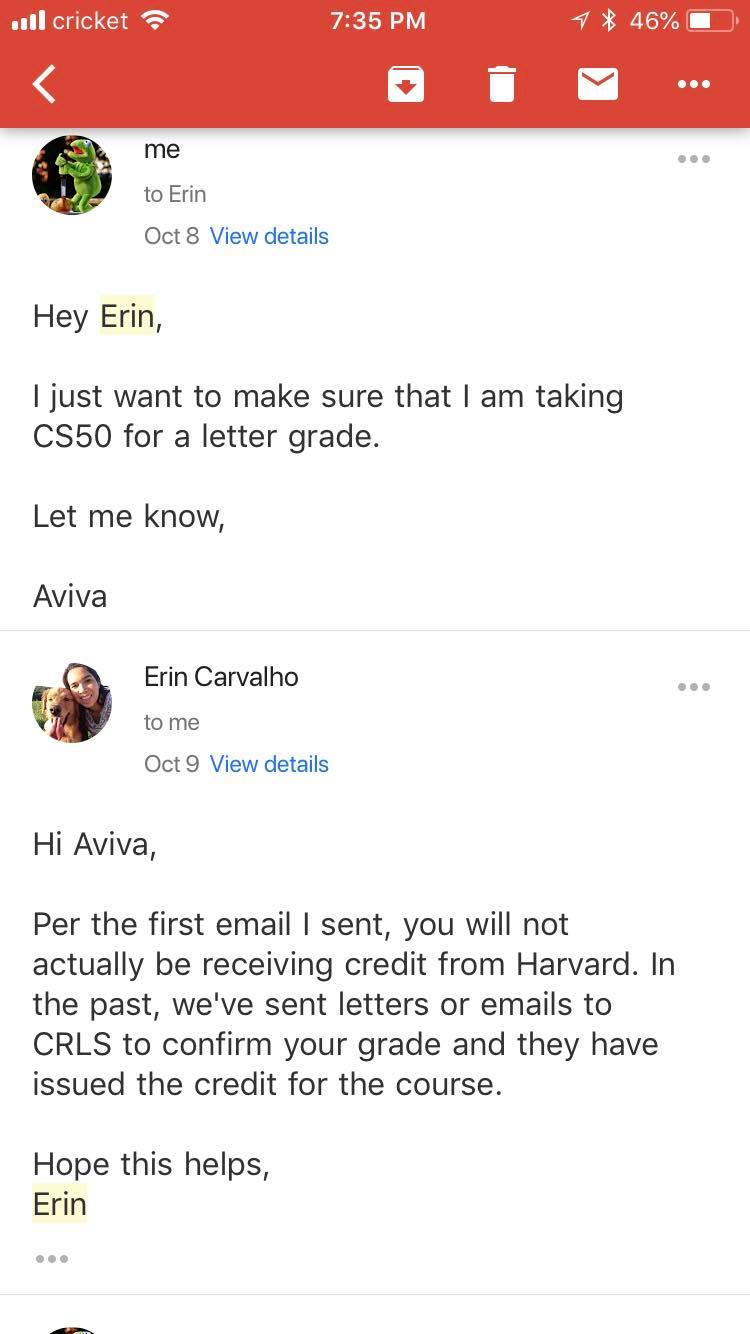 cricket 7:35 PM 46%
me
to Erin
Oct 8 View details
Hey Erin,
I just want to make sure that I am taking
CS50 for a letter grade.
Let me know,
Aviva
Erin Carvalho
to me
Oct 9 View details
Hi Aviva,
Per the first email I sent, you will not
actually be receiving credit from Harvard. In
the past, we've sent letters or emails to
CRLS to confirm your grade and they have
issued the credit for the course.
Hope this helps,
Erin